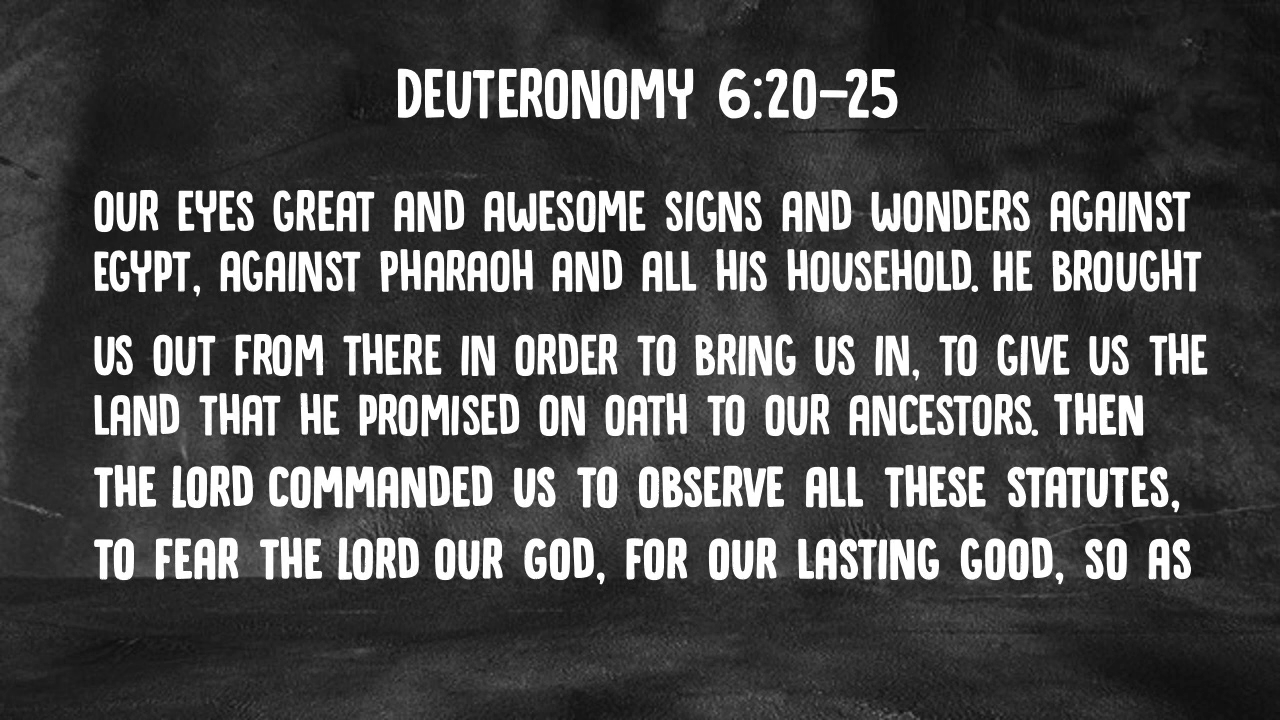 DEUTERONOMY 6:20–25
OUR EYES GREAT AND AWESOME SIGNS AND WONDERS AGAINST
EGYPT, AGAINST PHARAOH AND ALL HIS HOUSEHOLD. HE BROUGHT
US OUT FROM THERE IN ORDER TO BRING US IN, TO GIVE US THE
LAND THAT HE PROMISED ON OATH TO OUR ANCESTORS. THEN
THE LORD COMMANDED US TO OBSERVE ALL THESE STATUTES,
TO FEAR THE LORD OUR GOD, FOR OUR LASTING GOOD, SO AS